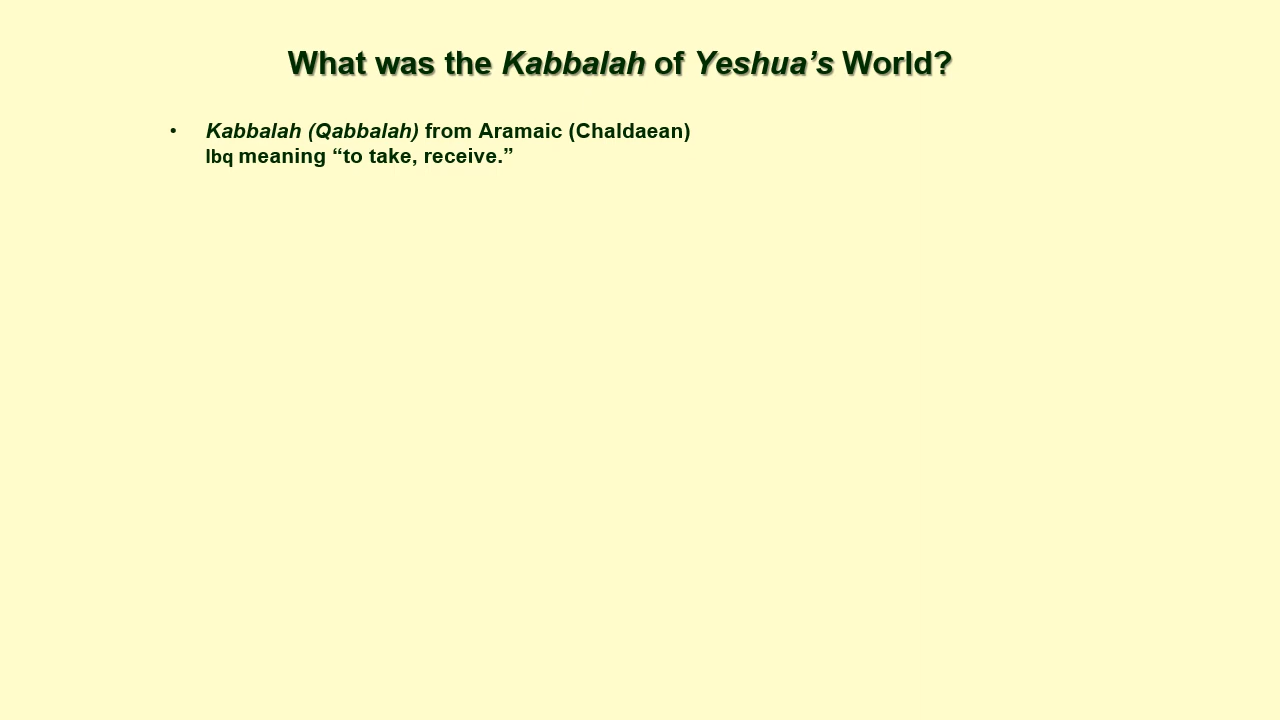 What was the Kabbalah of Yeshua’s World?
• Kabbalah (Qabbalah) from Aramaic (Chaldaean)
lbq meaning “to take, receive.”